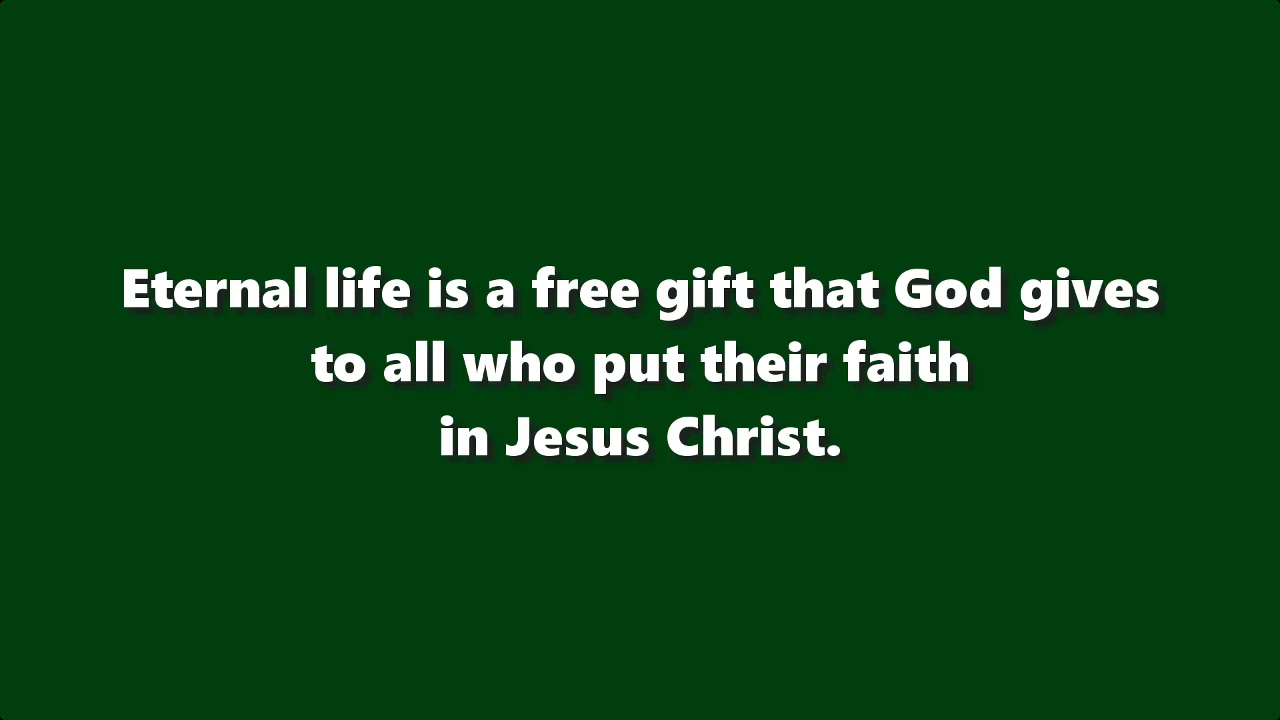 Eternal life is a free gift that God gives
to all who put their faith
in Jesus Christ.